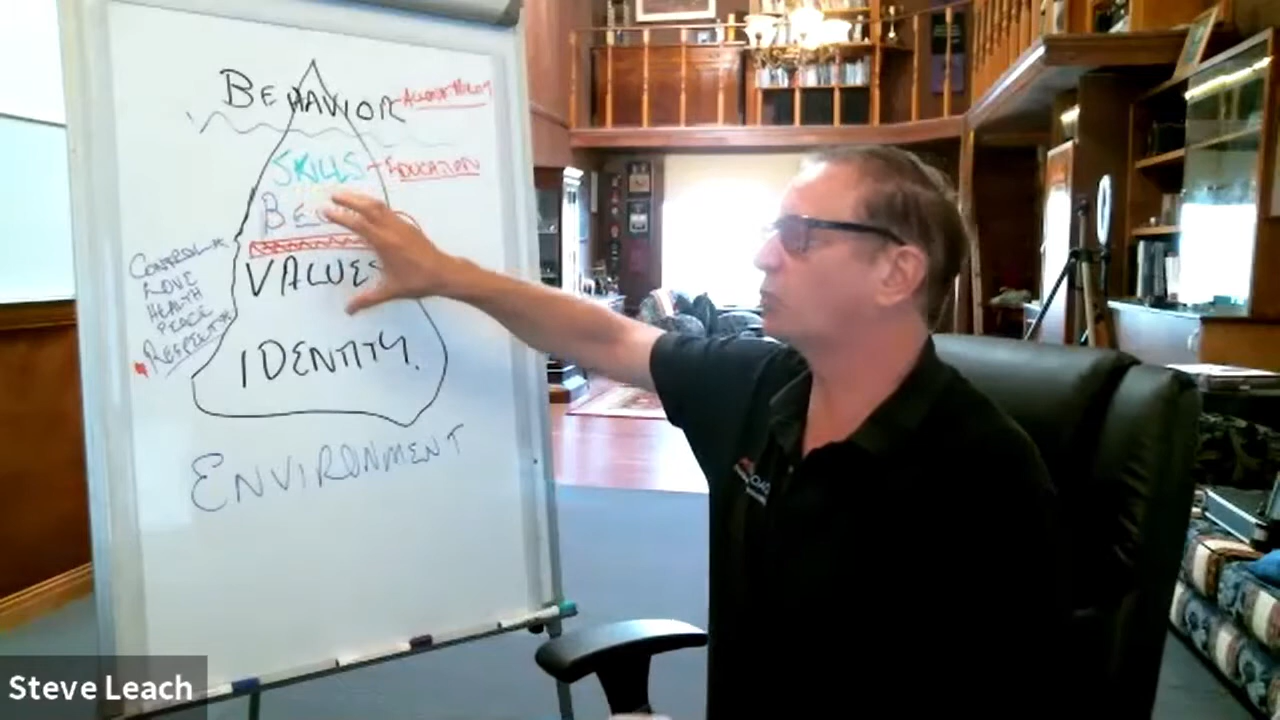 BEHAVIOR
SKILLS - EDUCATION
VALUES
CONTROL
LOVE
HEALTH
PEACE
RESPECT
IDENTITY
ENVIRONMENT
Steve Leach